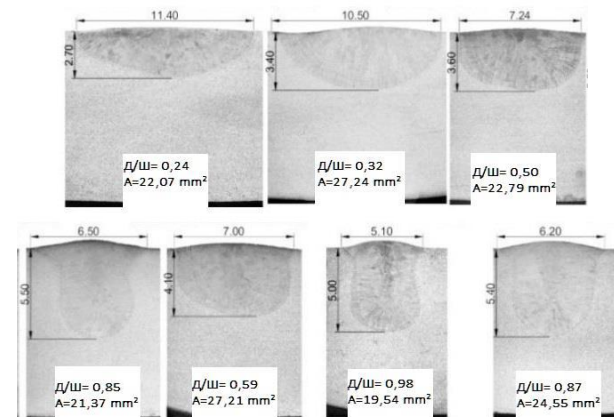 11.40
10.50
7.24
2.70
3.40
3.60
Д/Ш= 0,24
A=22,07 mm²
Д/Ш= 0,32
A=27,24 mm²
Д/Ш= 0,50
A=22,79 mm²
6.50
7.00
5.10
6.20
5.50
4.10
5.00
5.40
Д/Ш= 0,85
A=21,37 mm²
Д/Ш= 0,59
A=27,21 mm²
Д/Ш= 0,98
A=19,54 mm²
Д/Ш= 0,87
A=24,55 mm²